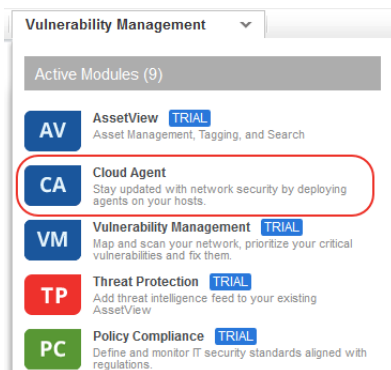 Vulnerability Management
Active Modules (9)
AV
AssetView TRIAL
Asset Management, Tagging, and Search
CA
Cloud Agent
Stay updated with network security by deploying
agents on your hosts.
VM
Vulnerability Management TRIAL
Map and scan your network, prioritize your critical
vulnerabilities and fix them.
TP
Threat Protection TRIAL
Add threat intelligence feed to your existing
AssetView
PC
Policy Compliance TRIAL
Define and monitor IT security standards aligned with
regulations.